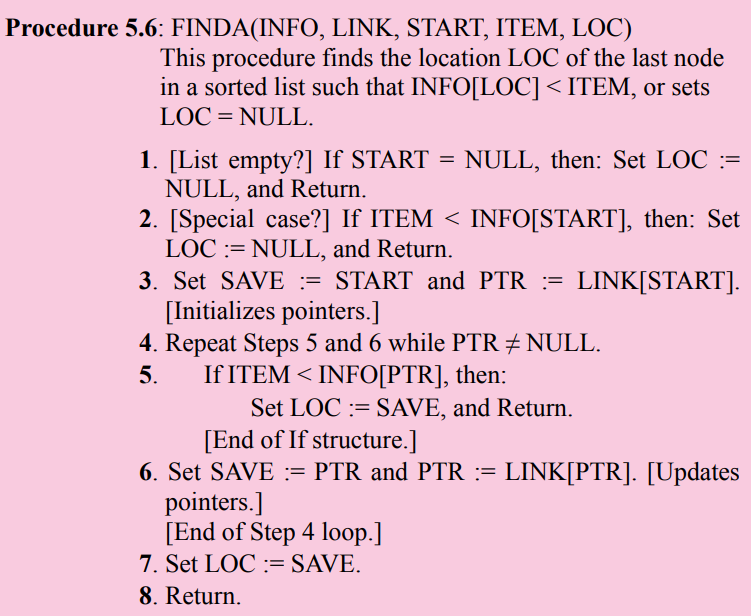 Procedure 5.6: FINDA(INFO, LINK, START, ITEM, LOC)
This procedure finds the location LOC of the last node
in a sorted list such that INFO[LOC] < ITEM, or sets
LOC = NULL.
1. [List empty?] If START = NULL, then: Set LOC :=
NULL, and Return.
2. [Special case?] If ITEM < INFO[START], then: Set
LOC := NULL, and Return.
3. Set SAVE := START and PTR := LINK[START].
[Initializes pointers.]
4. Repeat Steps 5 and 6 while PTR ≠ NULL.
5. If ITEM < INFO[PTR], then:
Set LOC := SAVE, and Return.
[End of If structure.]
6. Set SAVE := PTR and PTR := LINK[PTR]. [Updates
pointers.]
[End of Step 4 loop.]
7. Set LOC := SAVE.
8. Return.